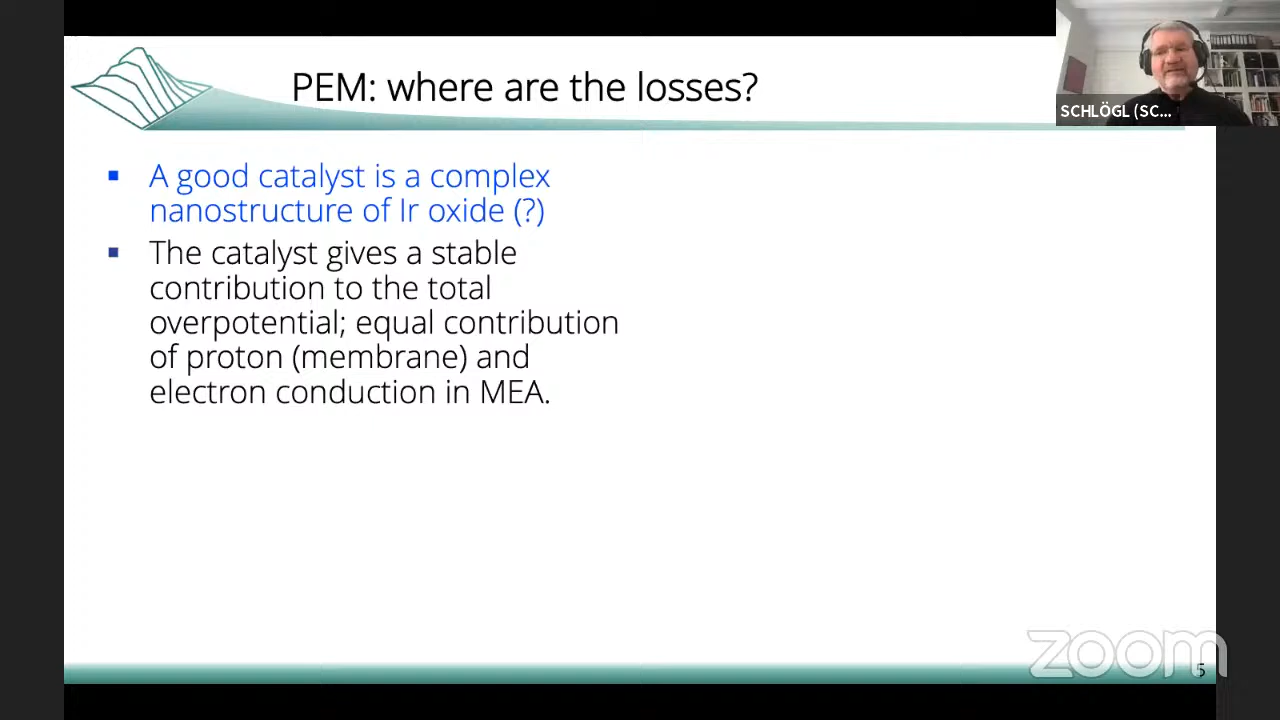 PEM: where are the losses?
SCHLÖGL (SC...
A good catalyst is a complex
nanostructure of Ir oxide (?)
The catalyst gives a stable
contribution to the total
overpotential; equal contribution
of proton (membrane) and
electron conduction in MEA.
zoom
5